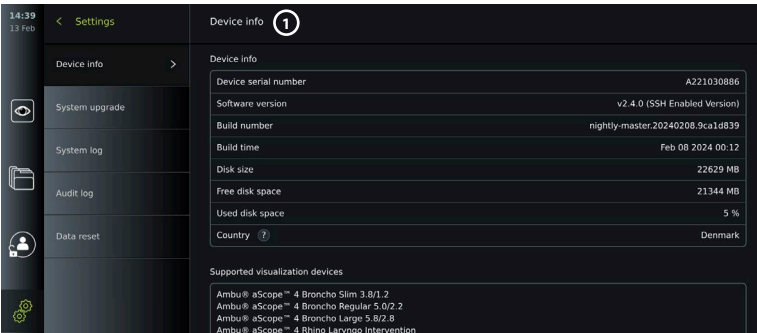 14:39
13 Feb
< Settings
Device info
1
Device info >
System upgrade
System log
Audit log
Data reset
Device info
Device serial number A221030886
Software version v2.4.0 (SSH Enabled Version)
Build number nightly-master.20240208.9ca1d839
Build time Feb 08 2024 00:12
Disk size 22629 MB
Free disk space 21344 MB
Used disk space 5 %
Country ? Denmark
Supported visualization devices
Ambu® aScope™ 4 Broncho Slim 3.8/1.2
Ambu® aScope™ 4 Broncho Regular 5.0/2.2
Ambu® aScope™ 4 Broncho Large 5.8/2.8
Ambu® aScope™ 4 Rhino Laryngo Intervention